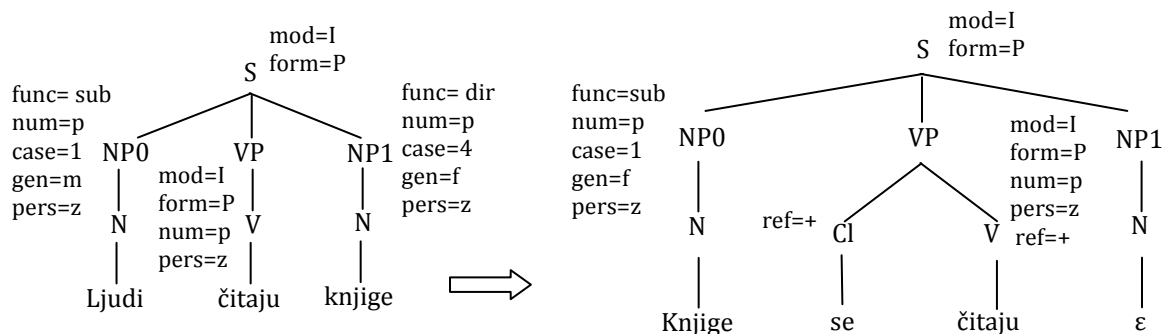 mod=I
form=P
S
func= sub
num=p
case=1
gen=m
pers=z
NP0
VP
NP1
func= dir
num=p
case=4
gen=f
pers=z
mod=I
form=P
num=p
pers=z
N
V
N
Ljudi
čitaju
knjige
mod=I
form=P
S
func=sub
num=p
case=1
gen=f
pers=z
NP0
VP
NP1
mod=I
form=P
num=p
pers=z
ref=+
N
ref=+
Cl
V
N
Knjige
se
čitaju
ε